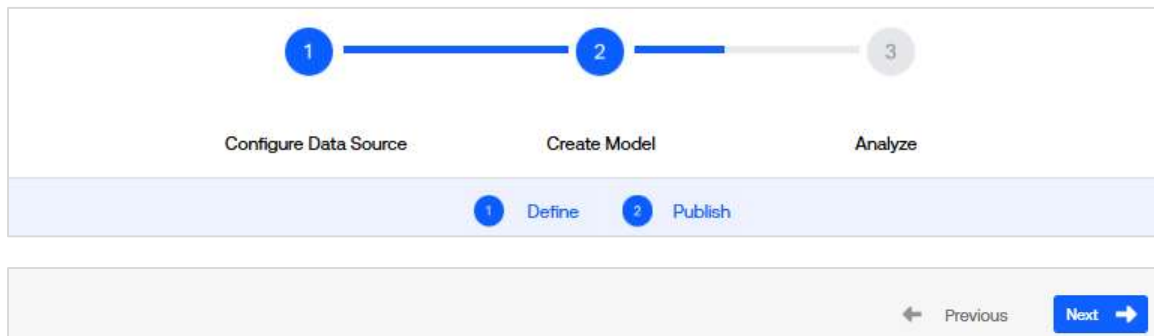 1 2 3
Configure Data Source Create Model Analyze
1 Define 2 Publish
Previous Next